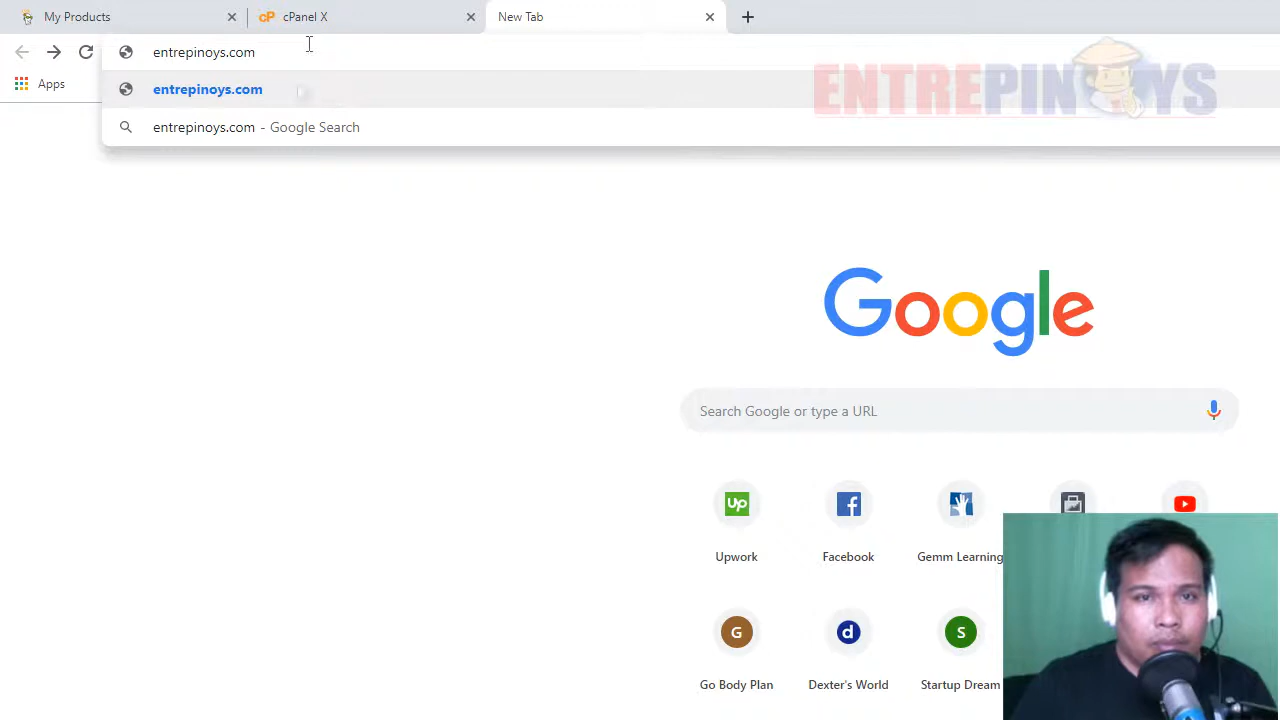 My Products
cPanel X
New Tab
entrepinoys.com
Apps
entrepinoys.com
entrepinoys.com - Google Search
ENTREPINOYS
Google
Search Google or type a URL
Up
Upwork
Facebook
Gemm Learning
G
d
S
Go Body Plan
Dexter's World
Startup Dream